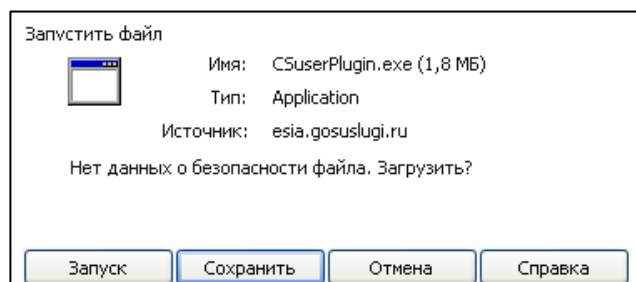 Запустить файл
Имя: CSuserPlugin.exe (1,8 МБ)
Тип: Application
Источник: esia.gosuslugi.ru
Нет данных о безопасности файла. Загрузить?
Запуск Сохранить Отмена Справка